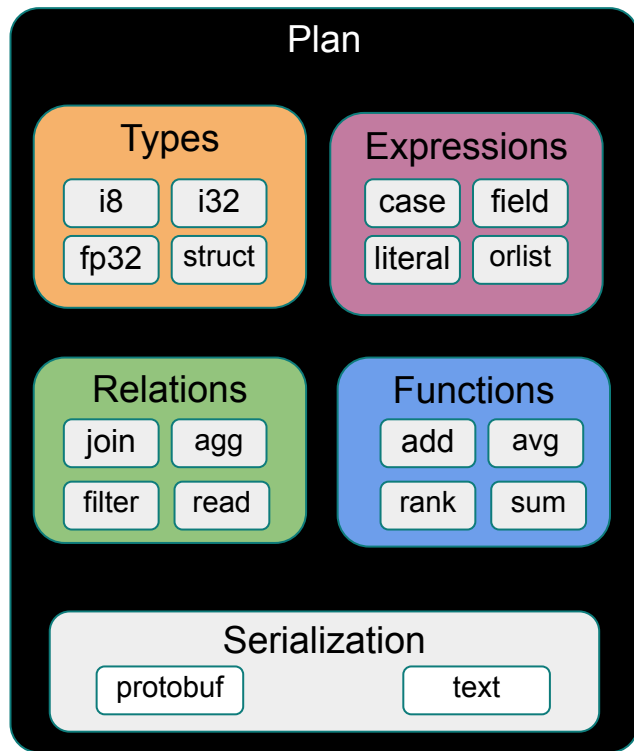 Plan
Types
i8 i32
fp32 struct
Expressions
case field
literal orlist
Relations
join agg
filter read
Functions
add avg
rank sum
Serialization
protobuf text